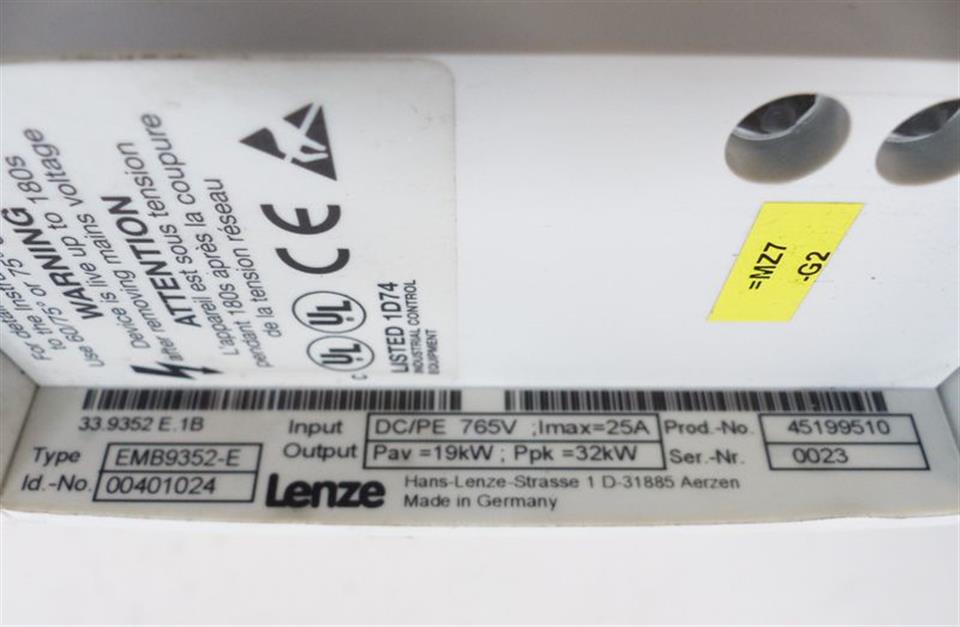 For detail
to the
Use 60/75° or 75
WARNING
is live up to 180s
Device mains voltage
after removing mains
ATTENTION
L'appareil est sous tension
pendant 180s après la coupure
de la tension réseau
CE
C UL UL
LISTED 1D74
INDUSTRIAL CONTROL
EQUIPMENT
=MZ7
-G2
33.9352 E.1B
Type EMB9352-E
Id.-No. 00401024
Input DC/PE 765V ;Imax=25A
Output Pav =19kW ; Ppk =32kW
Prod.-No. 45199510
Ser.-Nr. 0023
Lenze
Hans-Lenze-Strasse 1 D-31885 Aerzen
Made in Germany